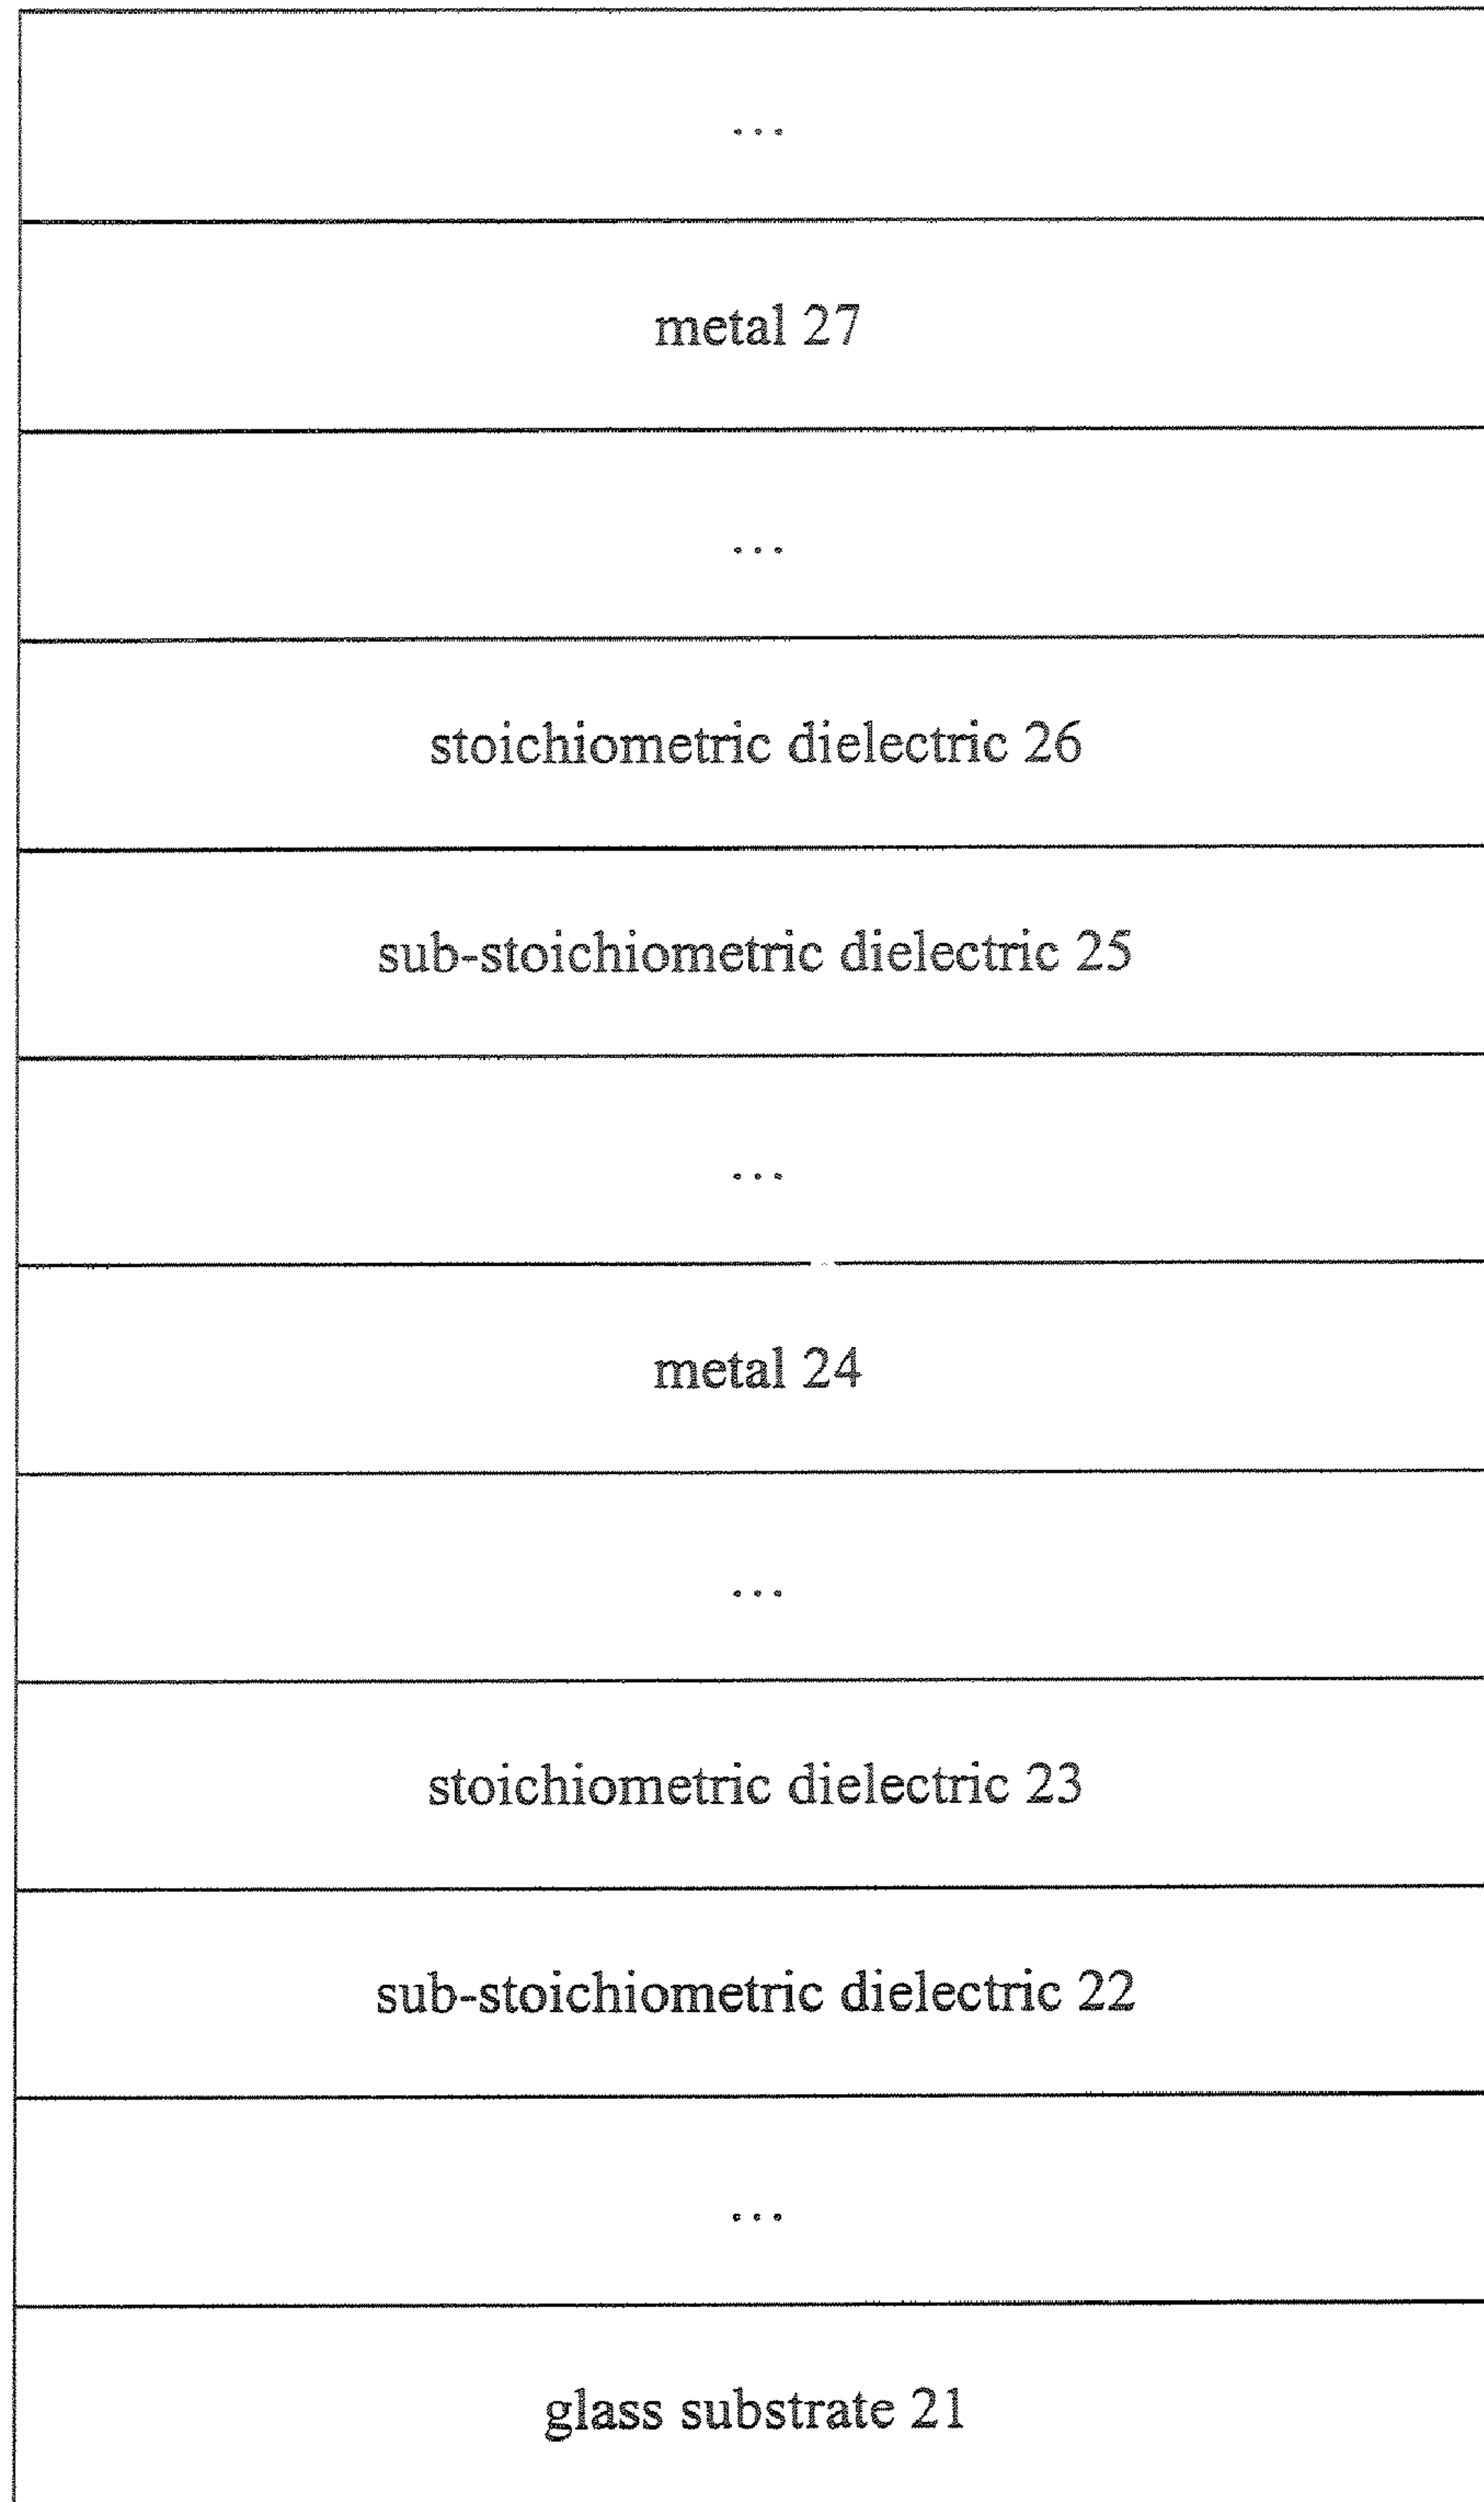 ...
metal 27
...
stoichiometric dielectric 26
sub-stoichiometric dielectric 25
...
metal 24
...
stoichiometric dielectric 23
sub-stoichiometric dielectric 22
...
glass substrate 21